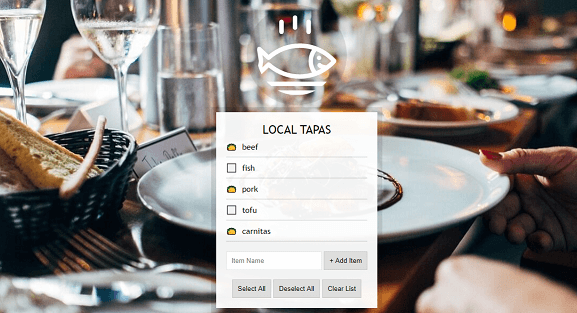 LOCAL TAPAS
beef
fish
pork
tofu
carnitas
Item Name
+ Add Item
Select All
Deselect All
Clear List